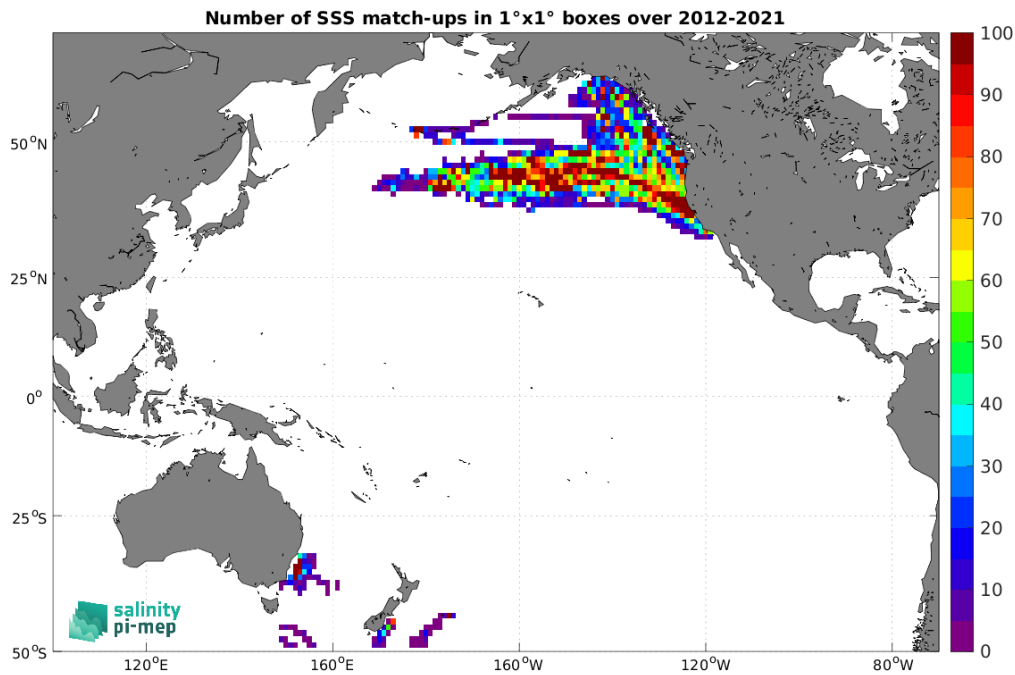 Number of SSS match-ups in 1°x1° boxes over 2012-2021
100
90
80
70
60
50
40
30
20
10
0
50°N
25°N
0°
25°S
50°S
120°E
160°E
160°W
120°W
80°W
salinity
pi-mep